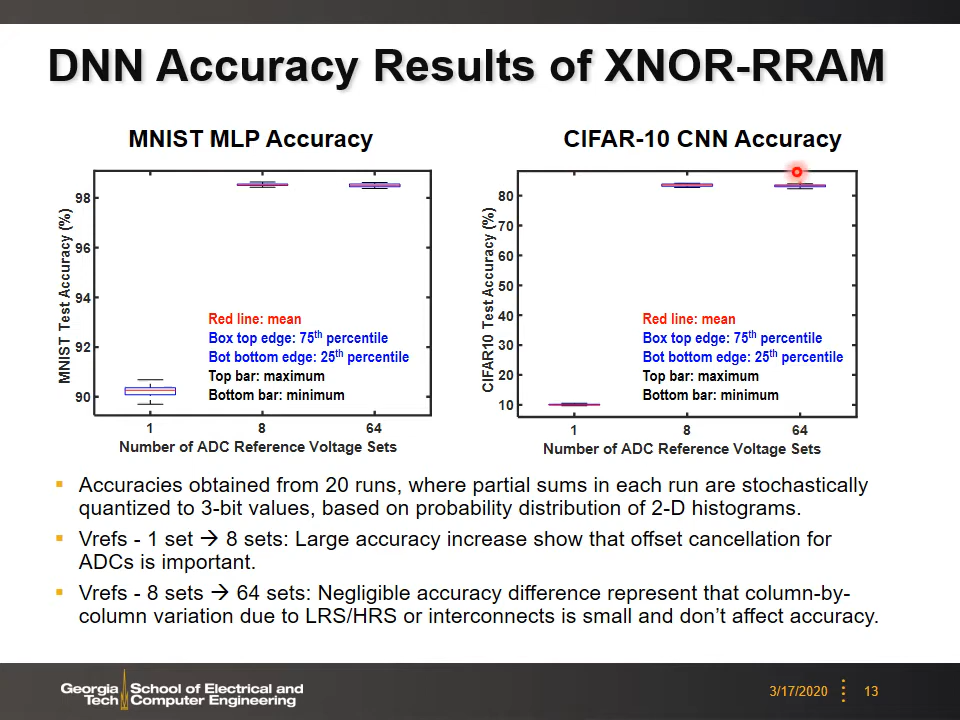 DNN Accuracy Results of XNOR-RRAM
MNIST MLP Accuracy
MNIST Test Accuracy (%)
98
96
94
92
90
Red line: mean
Box top edge: 75th percentile
Bot bottom edge: 25th percentile
Top bar: maximum
Bottom bar: minimum
1 8 64
Number of ADC Reference Voltage Sets
CIFAR-10 CNN Accuracy
CIFAR10 Test Accuracy (%)
80
70
60
50
40
30
20
10
Red line: mean
Box top edge: 75th percentile
Bot bottom edge: 25th percentile
Top bar: maximum
Bottom bar: minimum
1 8 64
Number of ADC Reference Voltage Sets
▪ Accuracies obtained from 20 runs, where partial sums in each run are stochastically
quantized to 3-bit values, based on probability distribution of 2-D histograms.
▪ Vrefs - 1 set → 8 sets: Large accuracy increase show that offset cancellation for
ADCs is important.
▪ Vrefs - 8 sets → 64 sets: Negligible accuracy difference represent that column-by-
column variation due to LRS/HRS or interconnects is small and don't affect accuracy.
Georgia Tech
School of Electrical and
Computer Engineering
3/17/2020 13